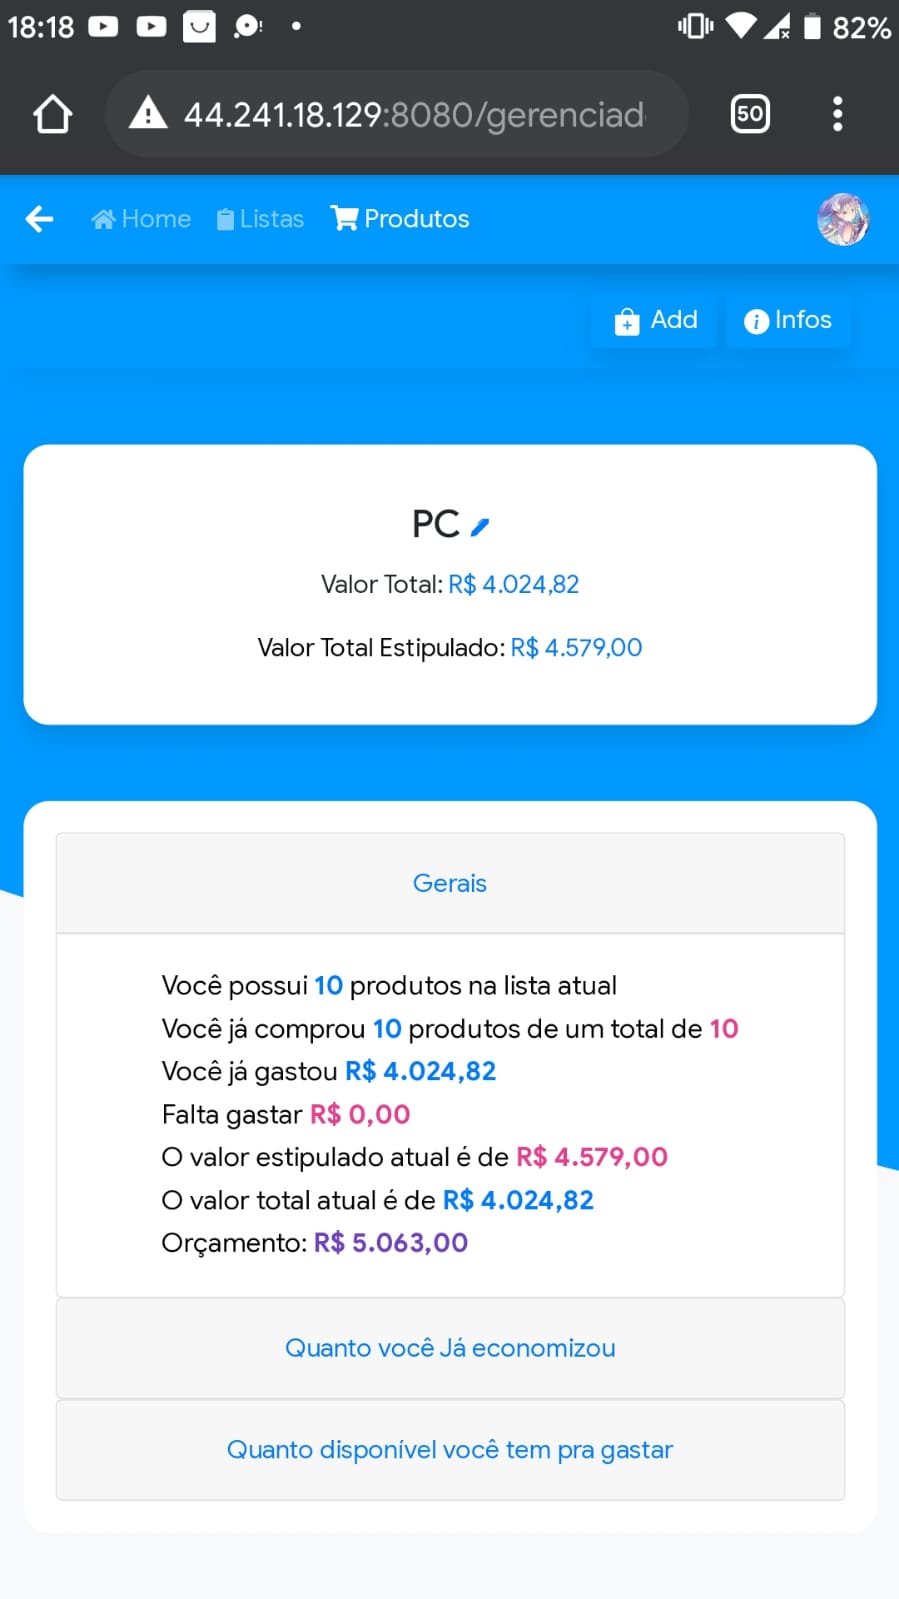 18:18 82%
44.241.18.129:8080/gerenciad 50
Home Listas Produtos
Add Infos
PC
Valor Total: R$ 4.024,82
Valor Total Estipulado: R$ 4.579,00
Gerais
Você possui 10 produtos na lista atual
Você já comprou 10 produtos de um total de 10
Você já gastou R$ 4.024,82
Falta gastar R$ 0,00
O valor estipulado atual é de R$ 4.579,00
O valor total atual é de R$ 4.024,82
Orçamento: R$ 5.063,00
Quanto você Já economizou
Quanto disponível você tem pra gastar